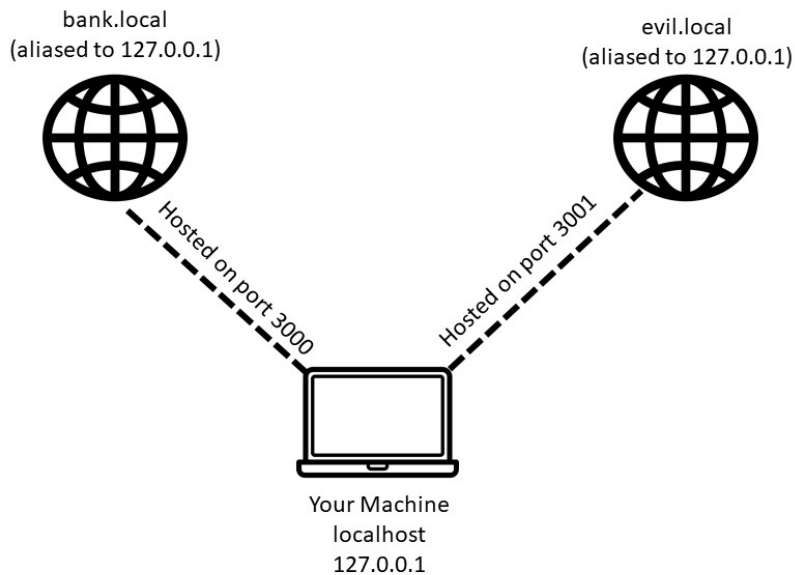 bank.local
(aliased to 127.0.0.1)
evil.local
(aliased to 127.0.0.1)
Hosted on port 3000
Hosted on port 3001
Your Machine
localhost
127.0.0.1